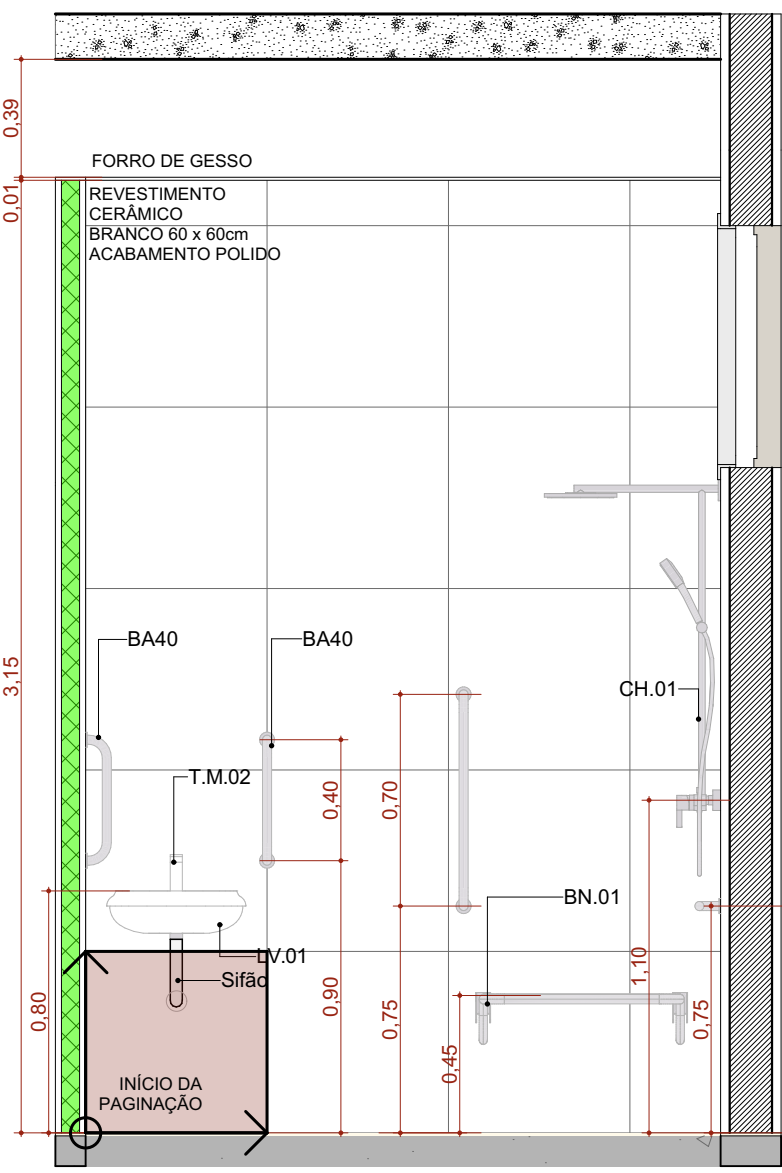 0,39
FORRO DE GESSO
0,01
REVESTIMENTO
CERÂMICO
BRANCO 60 x 60cm
ACABAMENTO POLIDO
3,15
BA40
BA40
CH.01
T.M.02
0,40
0,70
BN.01
LV.01
Sifão
0,80
0,90
0,75
0,45
1,10
0,75
INÍCIO DA
PAGINAÇÃO